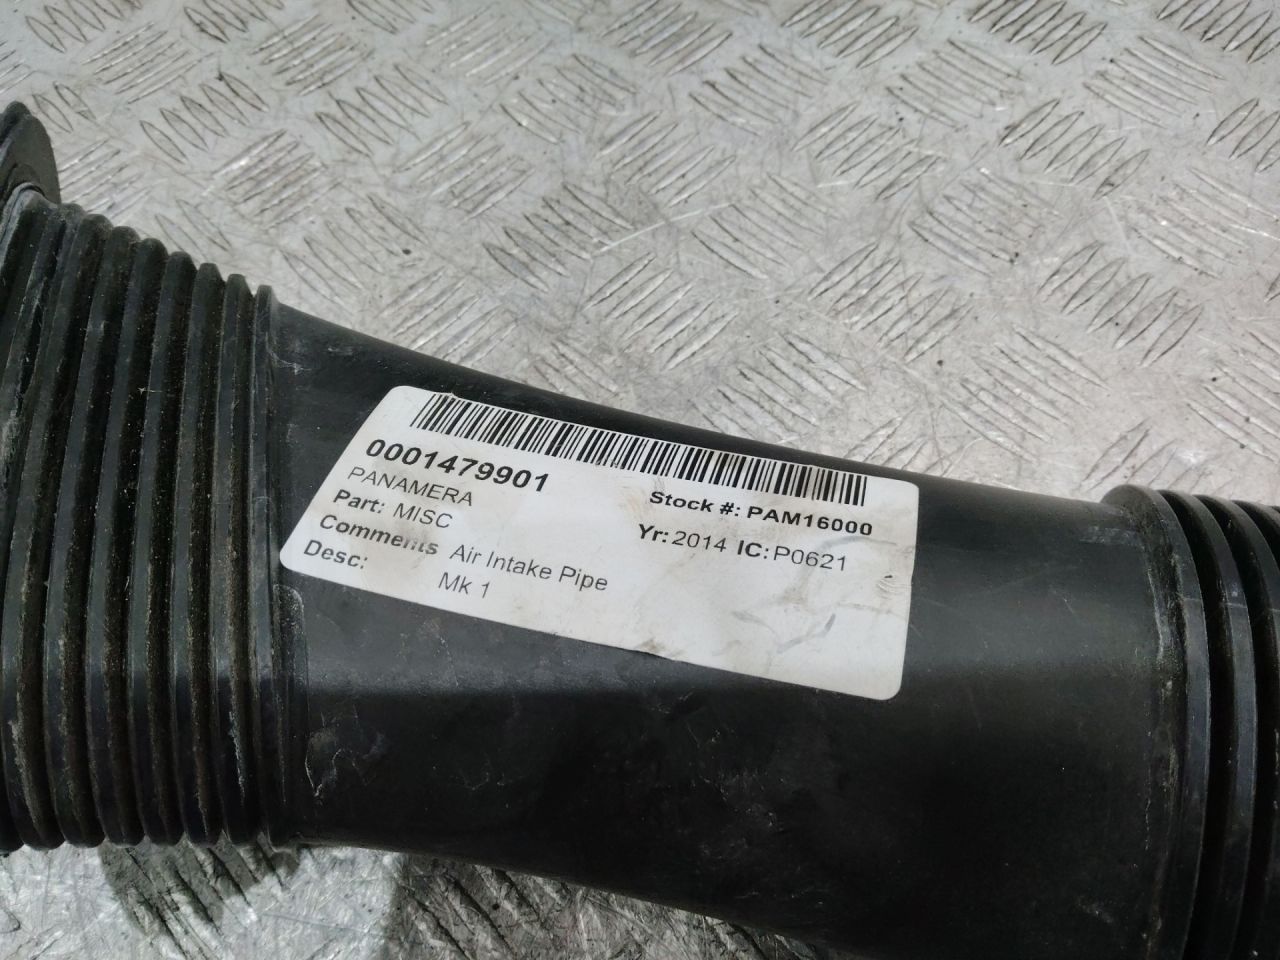 0001479901
PANAMERA
Stock #: PAM16000
Part: MISC
Yr: 2014 IC: P0621
Comments Air Intake Pipe
Desc: Mk 1